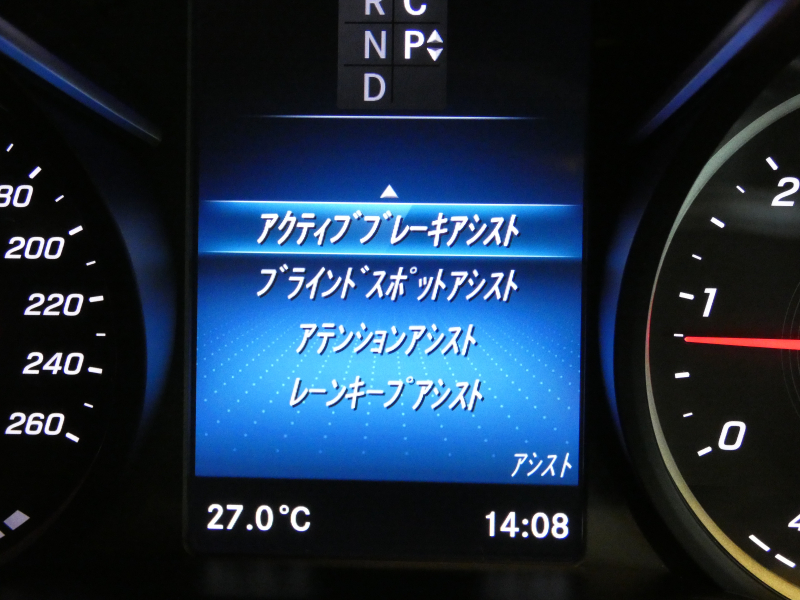 R C
N P
D
アクティブブレーキアシスト
ブラインドスポットアシスト
アテンションアシスト
レーンキープアシスト
アシスト
27.0℃
14:08
80
200
220
240
260
2
1
0
4